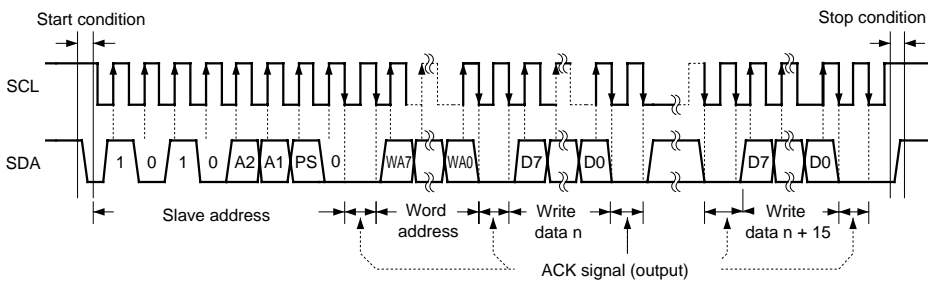 Start condition
Stop condition
SCL
SDA
1 0 1 0 A2 A1 PS 0 WA7 WA0 D7 D0 D7 D0
Slave address
Word address
Write data n
Write data n + 15
ACK signal (output)